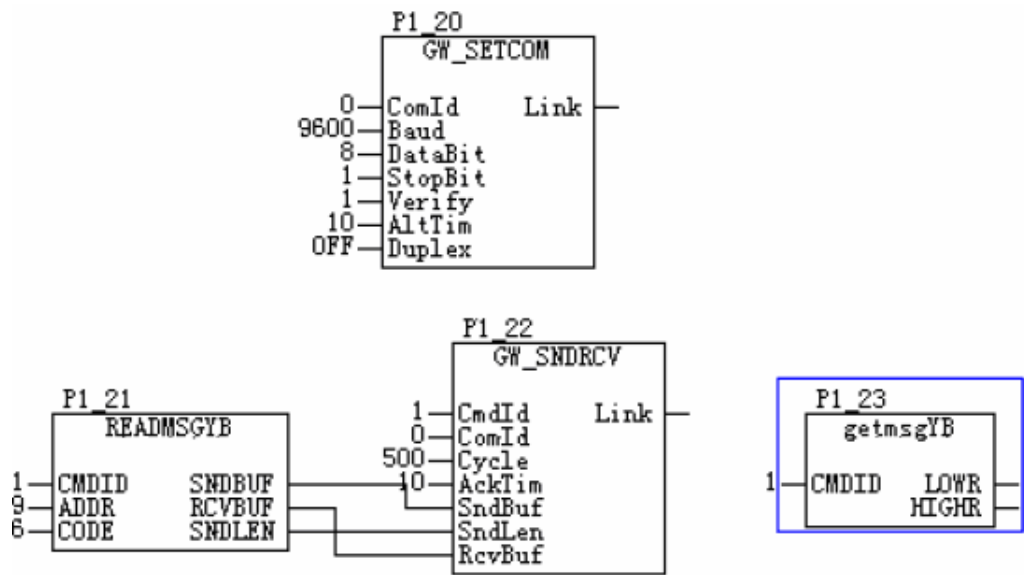 P1_20
GW_SETCOM
0 ComId Link
9600 Baud
8 DataBit
1 StopBit
1 Verify
10 AltTim
OFF Duplex
P1_22
GW_SNDRCV
1 CmdId Link
0 ComId
500 Cycle
10 AckTim
SndBuf
SndLen
RcvBuf
P1_21
READMSGYB
1 CMDID SNDBUF
9 ADDR RCVBUF
6 CODE SNDLEN
P1_23
getmsgYB
1 CMDID LOWR
HIGHR